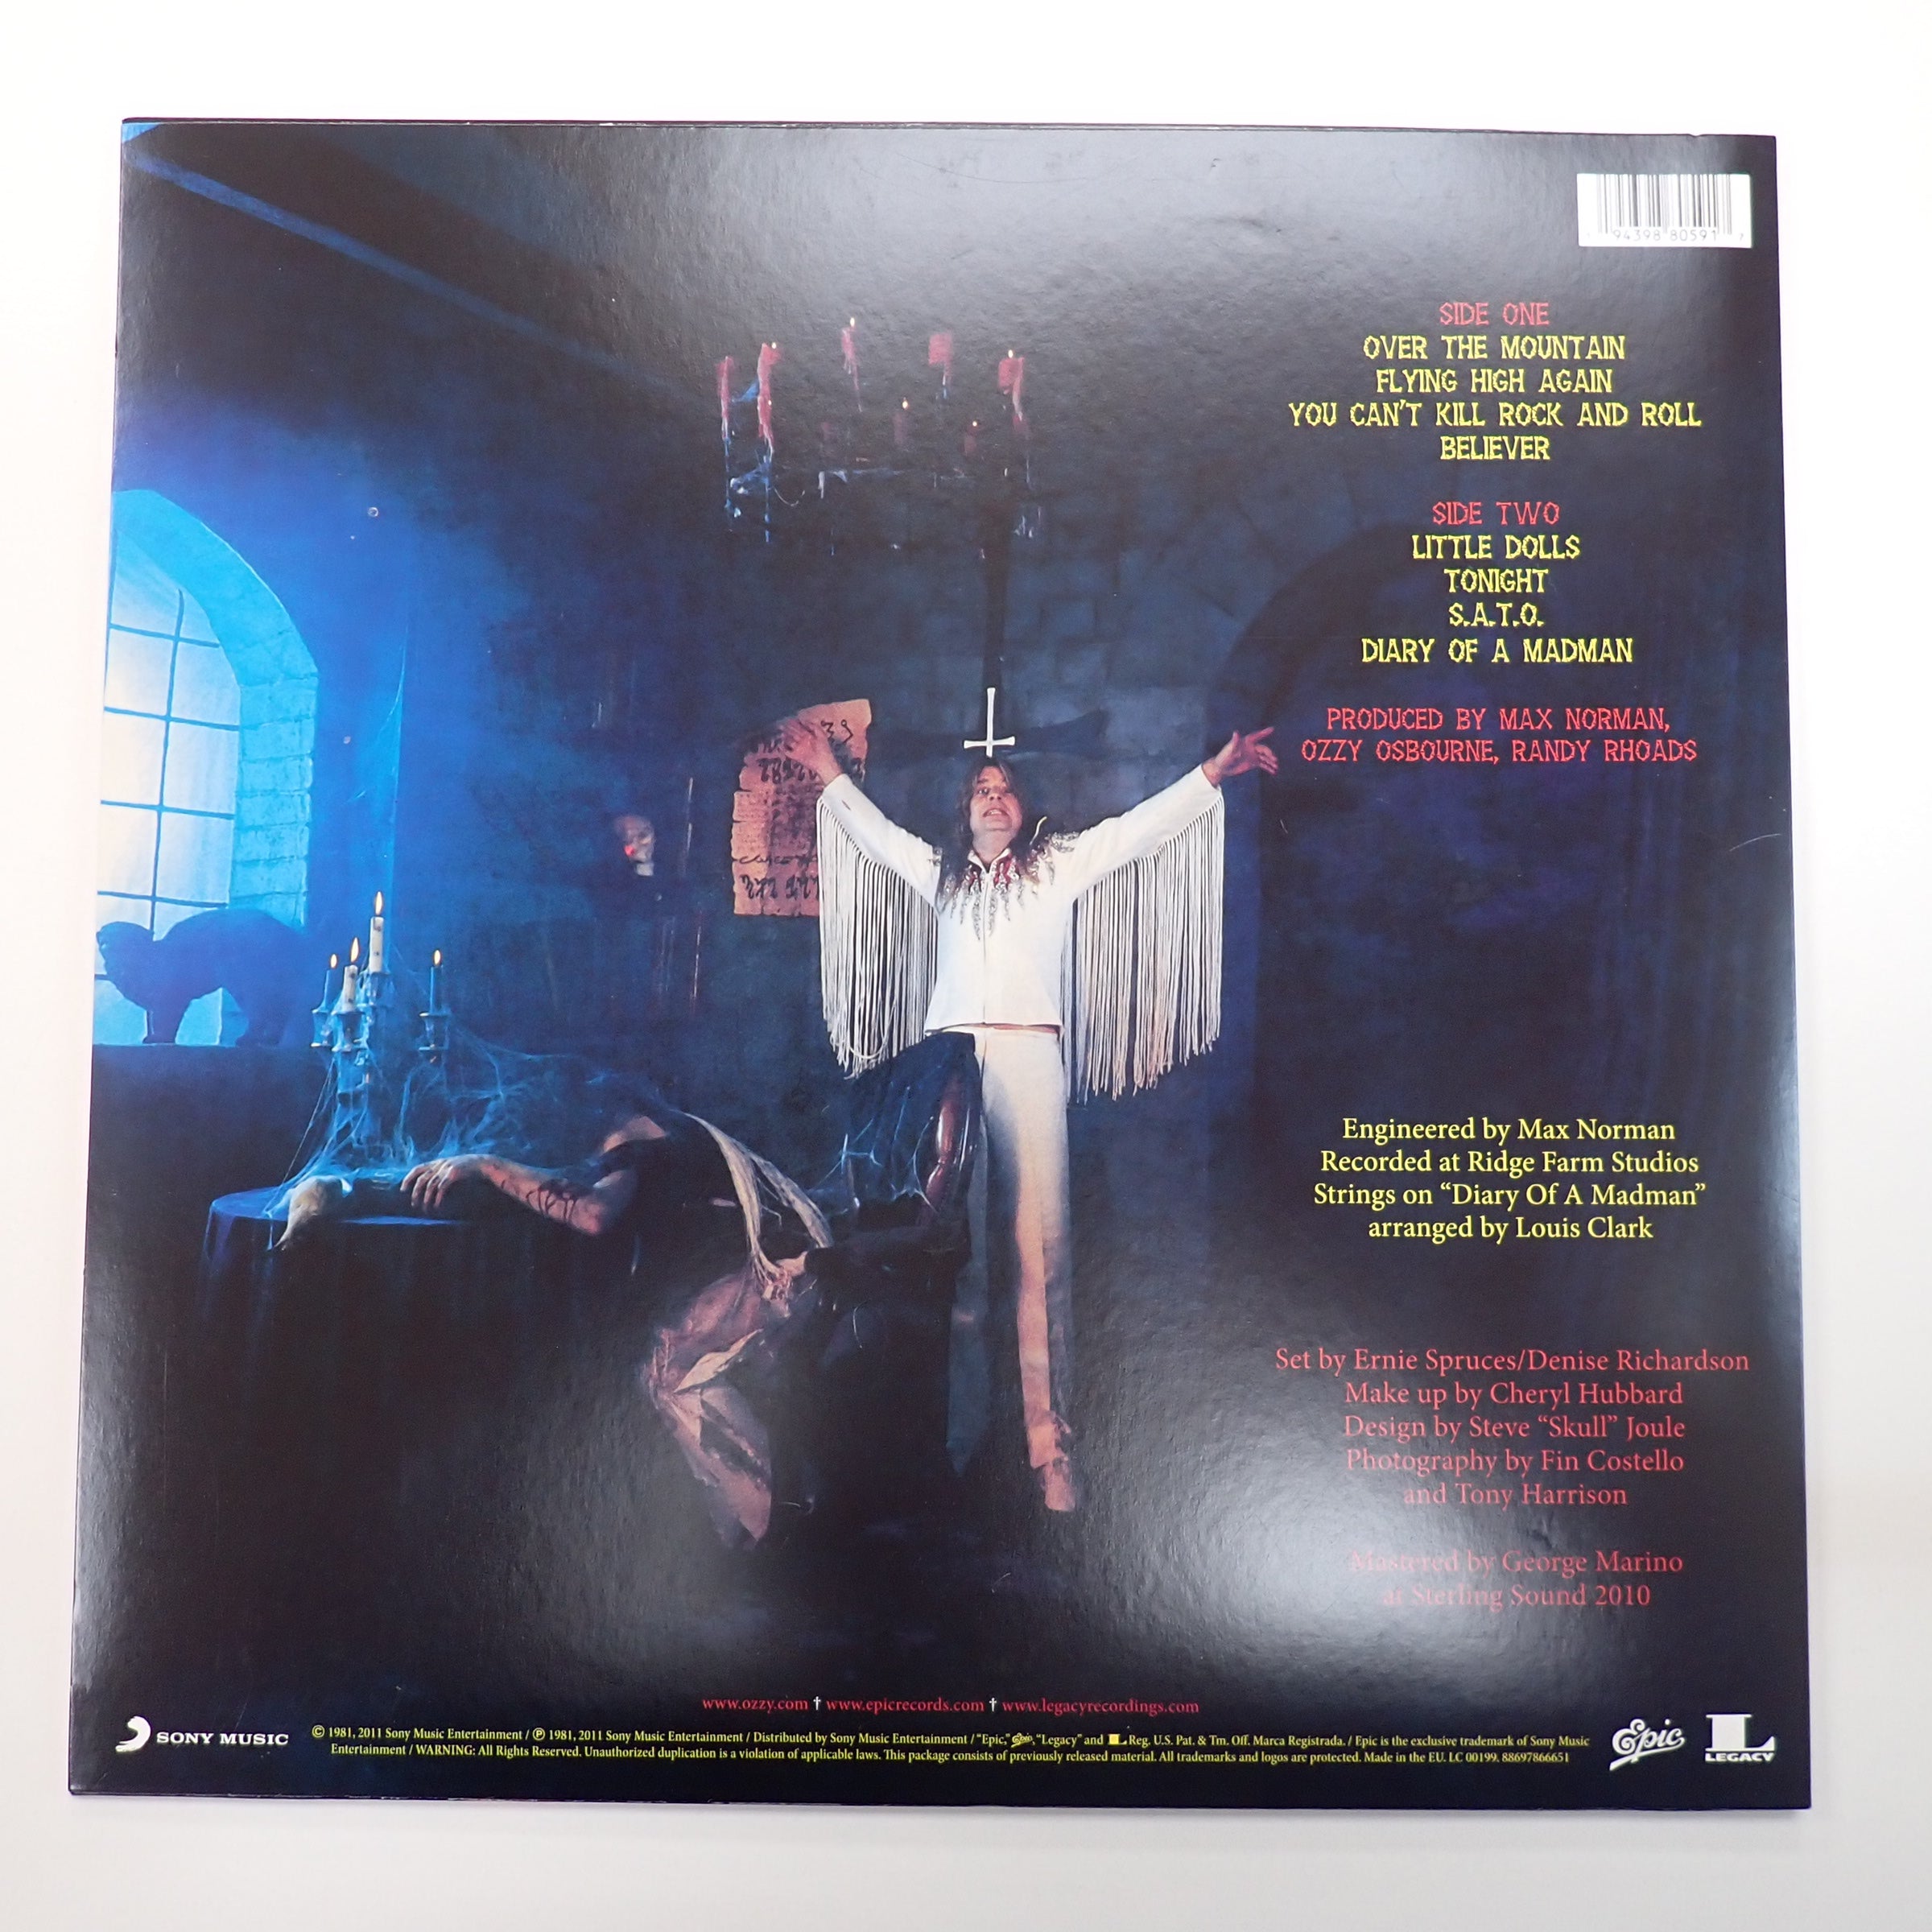 94398 80591 7
SIDE ONE
OVER THE MOUNTAIN
FLYING HIGH AGAIN
YOU CAN'T KILL ROCK AND ROLL
BELIEVER
SIDE TWO
LITTLE DOLLS
TONIGHT
S.A.T.O.
DIARY OF A MADMAN
PRODUCED BY MAX NORMAN,
OZZY OSBOURNE, RANDY RHOADS
Engineered by Max Norman
Recorded at Ridge Farm Studios
Strings on “Diary Of A Madman”
arranged by Louis Clark
Set by Ernie Spruces/Denise Richardson
Make up by Cheryl Hubbard
Design by Steve “Skull” Joule
Photography by Fin Costello
and Tony Harrison
Mastered by George Marino
at Sterling Sound 2010
www.ozzy.com † www.epicrecords.com † www.legacyrecordings.com
SONY MUSIC
© 1981, 2011 Sony Music Entertainment / ℗ 1981, 2011 Sony Music Entertainment / Distributed by Sony Music Entertainment / “Epic,” Epic, “Legacy” and L Reg. U.S. Pat. & Tm. Off. Marca Registrada. / Epic is the exclusive trademark of Sony Music
Entertainment / WARNING: All Rights Reserved. Unauthorized duplication is a violation of applicable laws. This package consists of previously released material. All trademarks and logos are protected. Made in the EU. LC 00199. 88697866651
Epic
L
LEGACY